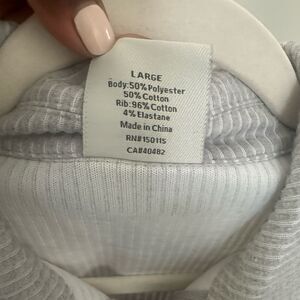 LARGE
Body:50% Polyester
50% Cotton
Rib:96% Cotton
4% Elastane
Made in China
RN#150115
CA#40482